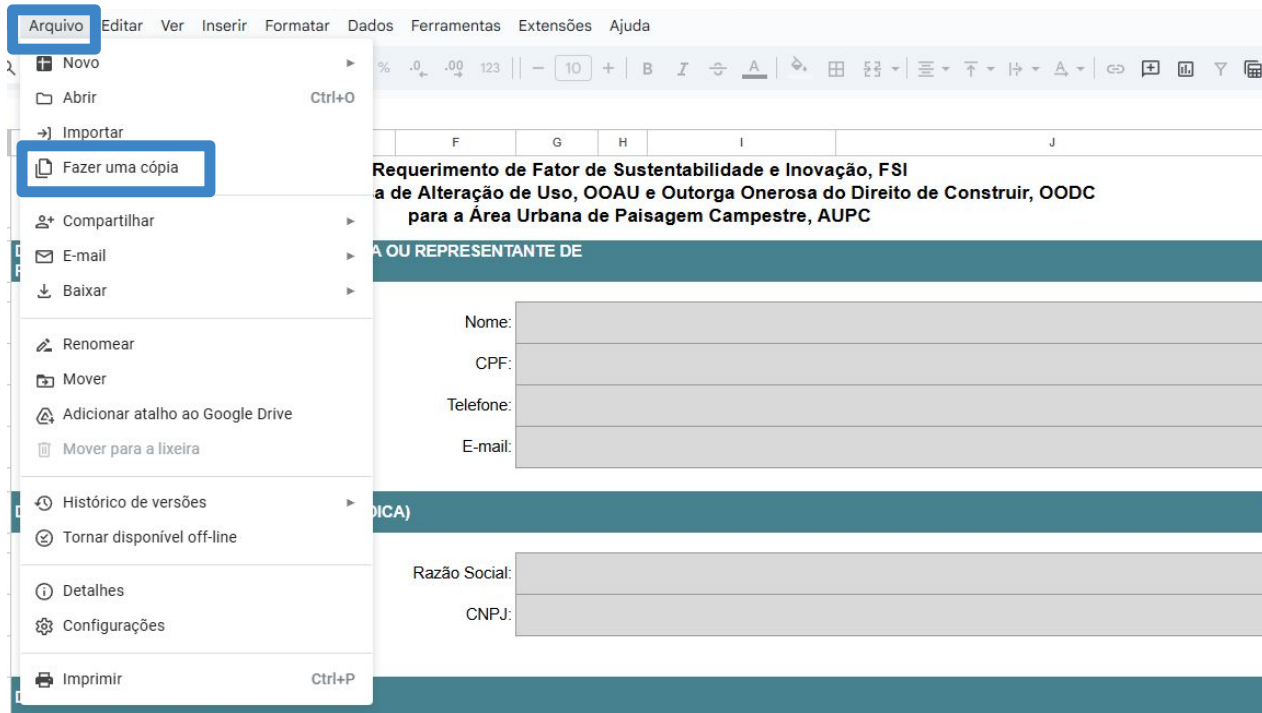 Arquivo Editar Ver Inserir Formatar Dados Ferramentas Extensões Ajuda
Novo
% .0 .00 123 10 B I A
Abrir Ctrl+O
Importar
F G H I J
Fazer uma cópia
Requerimento de Fator de Sustentabilidade e Inovação, FSI
a de Alteração de Uso, OOAU e Outorga Onerosa do Direito de Construir, OODC
para a Área Urbana de Paisagem Campestre, AUPC
Compartilhar
E-mail
A OU REPRESENTANTE DE
Baixar
Nome:
Renomear
CPF:
Mover
Telefone:
Adicionar atalho ao Google Drive
E-mail:
Mover para a lixeira
Histórico de versões
DICA)
Tornar disponível off-line
Razão Social:
Detalhes
CNPJ:
Configurações
Imprimir Ctrl+P